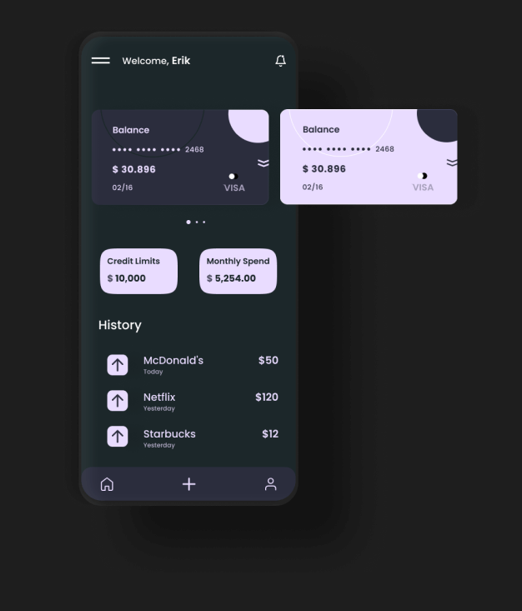 Welcome, Erik
Balance
•••• •••• •••• 2468
$ 30.896
02/16
VISA
Balance
•••• •••• •••• 2468
$ 30.896
02/16
VISA
Credit Limits
$ 10,000
Monthly Spend
$ 5,254.00
History
McDonald's $50
Today
Netflix $120
Yesterday
Starbucks $12
Yesterday